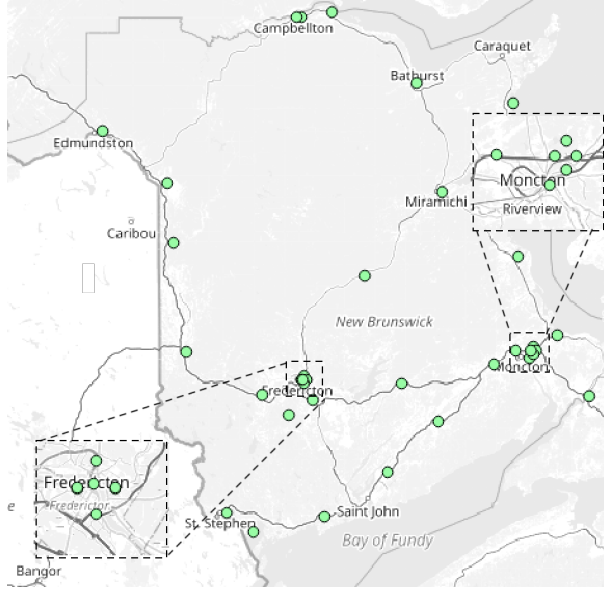 Campbellton
Caraquet
Bathurst
Edmundston
Moncton
Miramichi
Riverview
Caribou
New Brunswick
Moncton
Fredericton
Fredericton
Fredericton
Saint John
St. Stephen
Bay of Fundy
Bangor